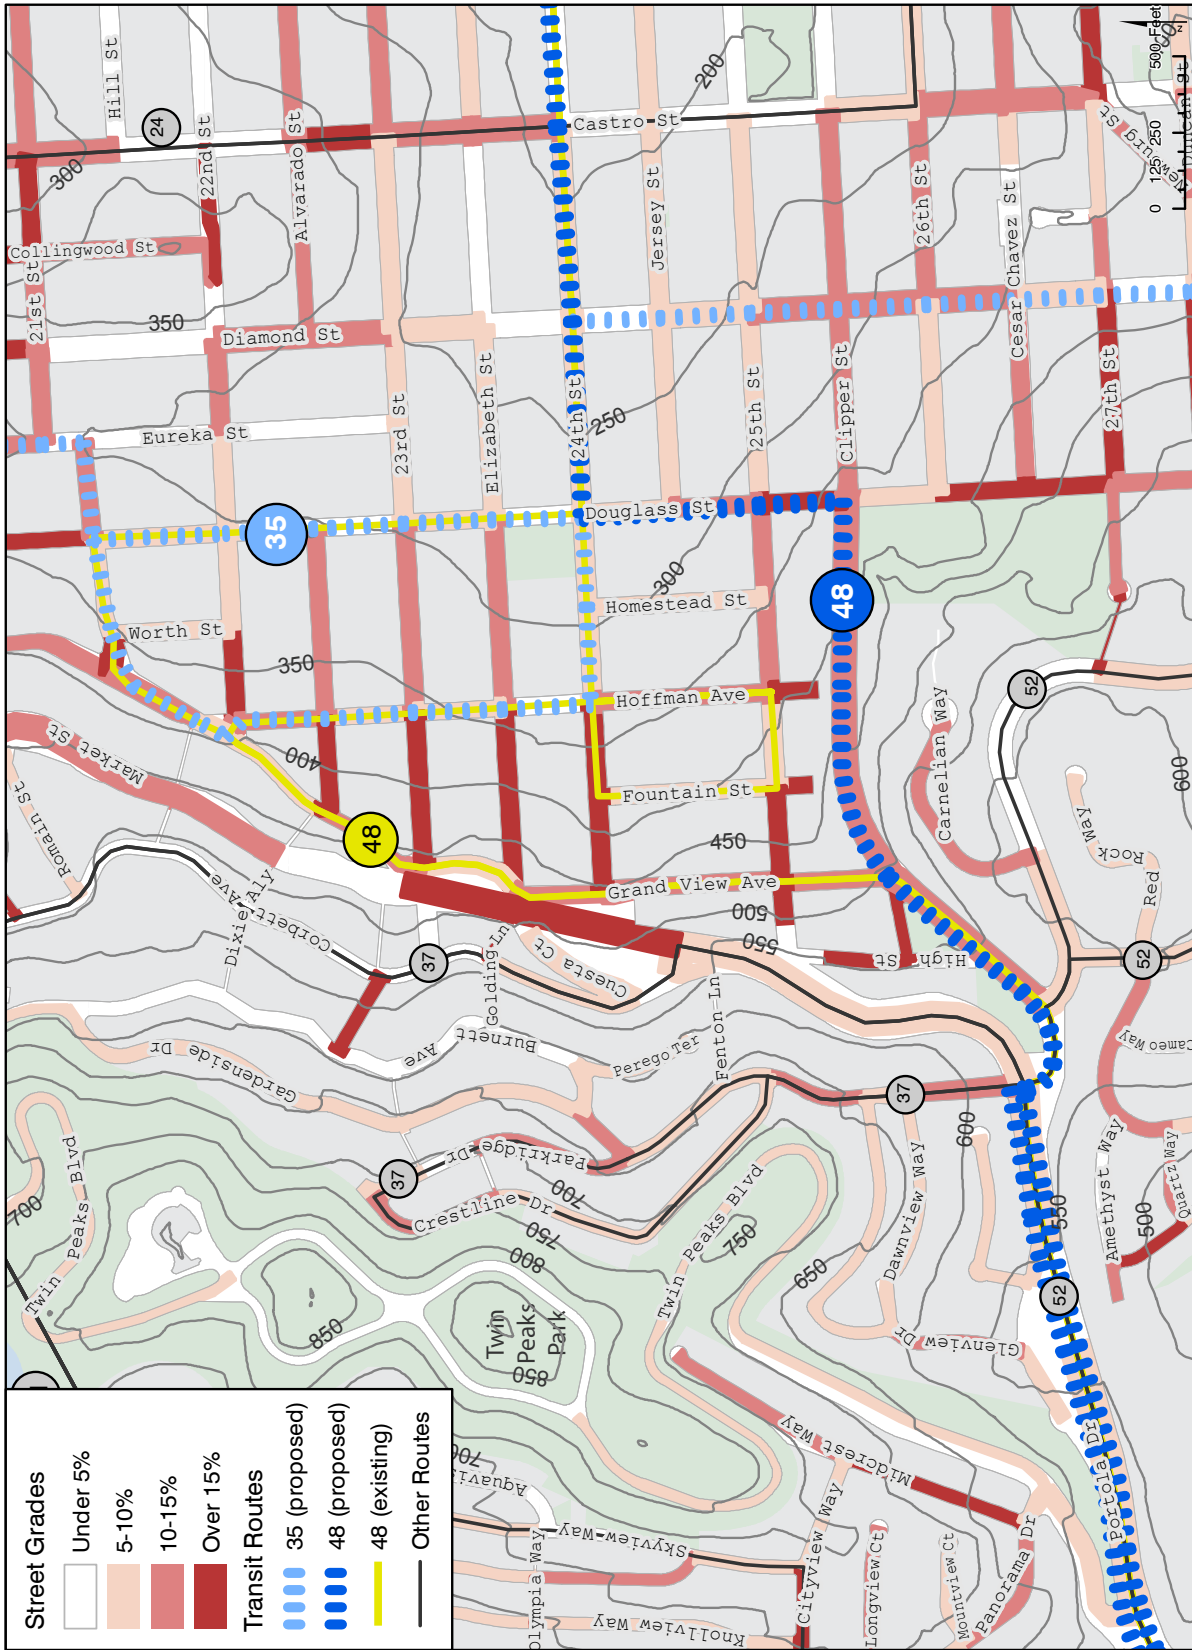 Street Grades
Under 5%
5-10%
10-15%
Over 15%
Transit Routes
35 (proposed)
48 (proposed)
48 (existing)
Other Routes
0 125 250 500 Feet
N
Hill St
22nd St
Alvarado St
24
300
Collingwood St
21st St
350
Diamond St
Eureka St
23rd St
Elizabeth St
24th St
250
Castro St
200
Jersey St
25th St
Clipper St
26th St
Cesar Chavez St
27th St
Newburg St
Duncan St
Douglass St
35
48
Worth St
350
300
Homestead St
Hoffman Ave
Fountain St
400
450
48
Grand View Ave
500
550
High St
Carnelian Way
52
600
Rock Way
Red
52
Market St
Romain St
Corbett Ave
Dixie Aly
37
Golding Ln
Cuesta Ct
Burnett Ave
Perego Ter
Fenton Ln
Gardenside Dr
37
600
Cameo Way
Dawnview Way
Amethyst Way
Quartz Way
500
550
52
Glenview Dr
37
Parkridge Dr
700
Crestline Dr
750
800
Twin Peaks Blvd
750
650
Twin Peaks Blvd
700
850
Twin
Peaks
Park
850
Midcrest Way
Portola Dr
Panorama Dr
Mountview Ct
Longview Ct
Cityview Way
Skyview Way
Olympia Way
Knollview Way
700